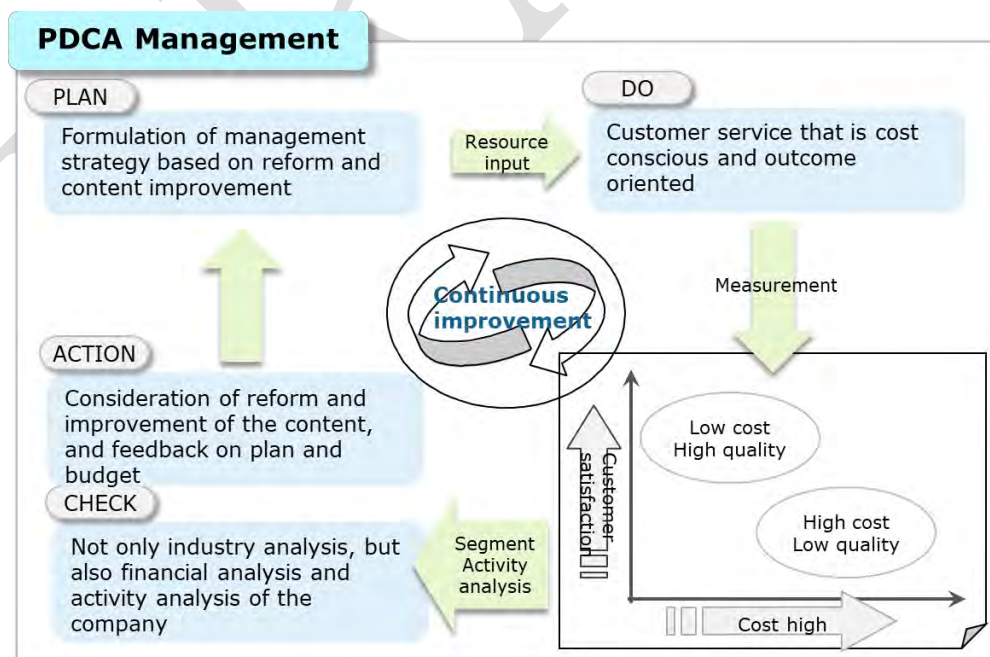 PDCA Management
PLAN
Formulation of management
strategy based on reform and
content improvement
Resource
input
DO
Customer service that is cost
conscious and outcome
oriented
Continuous
improvement
Measurement
ACTION
Consideration of reform and
improvement of the content,
and feedback on plan and
budget
CHECK
Not only industry analysis, but
also financial analysis and
activity analysis of the
company
Segment
Activity
analysis
Customer
satisfaction
Low cost
High quality
High cost
Low quality
Cost high